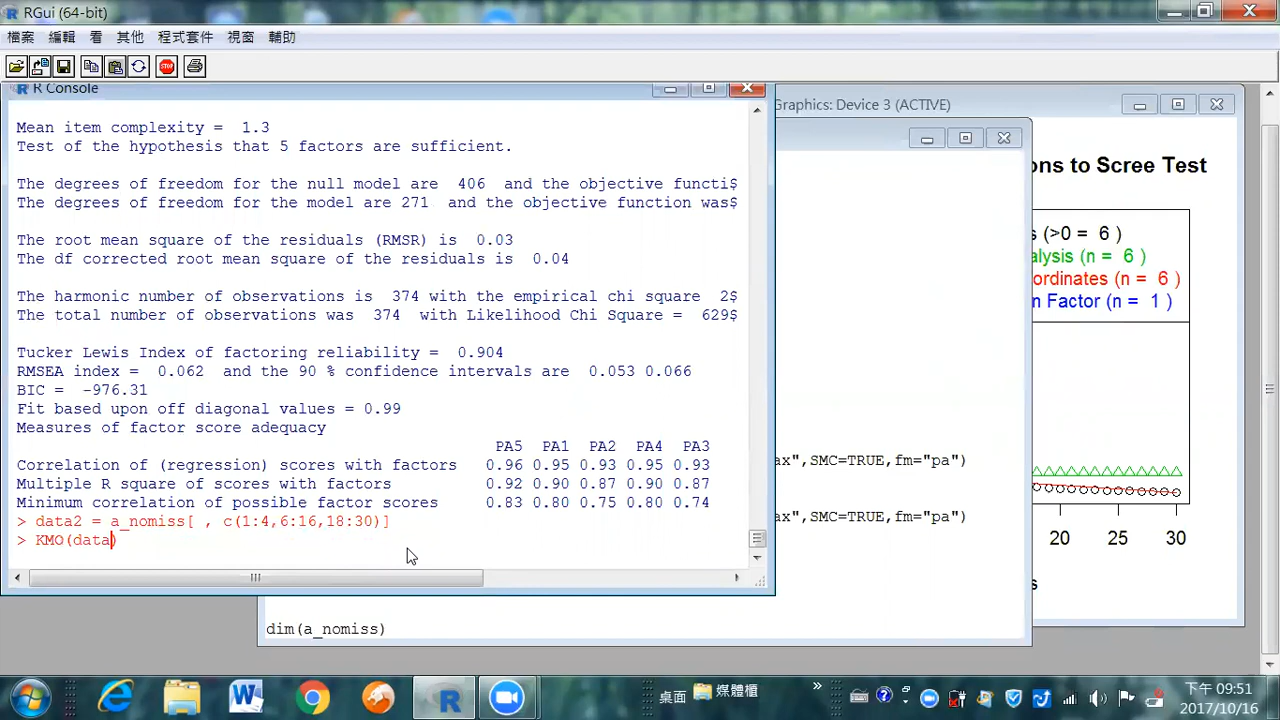 RGui (64-bit)
檔案 編輯 看 其他 程式套件 視窗 輔助
STOP
R Console
Mean item complexity =  1.3
Test of the hypothesis that 5 factors are sufficient.
The degrees of freedom for the null model are  406  and the objective functi$
The degrees of freedom for the model are 271  and the objective function was$
The root mean square of the residuals (RMSR) is  0.03
The df corrected root mean square of the residuals is  0.04
The harmonic number of observations is  374 with the empirical chi square  2$
The total number of observations was  374  with Likelihood Chi Square =  629$
Tucker Lewis Index of factoring reliability =  0.904
RMSEA index =  0.062  and the 90 % confidence intervals are  0.053 0.066
BIC =  -976.31
Fit based upon off diagonal values = 0.99
Measures of factor score adequacy
PA5 PA1 PA2 PA4 PA3
Correlation of (regression) scores with factors 0.96 0.95 0.93 0.95 0.93
Multiple R square of scores with factors 0.92 0.90 0.87 0.90 0.87
Minimum correlation of possible factor scores 0.83 0.80 0.75 0.80 0.74
> data2 = a_nomiss[ , c(1:4,6:16,18:30)]
> KMO(data)
ax",SMC=TRUE,fm="pa")
ax",SMC=TRUE,fm="pa")
dim(a_nomiss)
Graphics: Device 3 (ACTIVE)
ons to Scree Test
s (>0 =  6 )
alysis (n =  6 )
ordinates (n =  6 )
n Factor (n =  1 )
20 25 30
s
桌面 媒體櫃 »
下午 09:51
2017/10/16